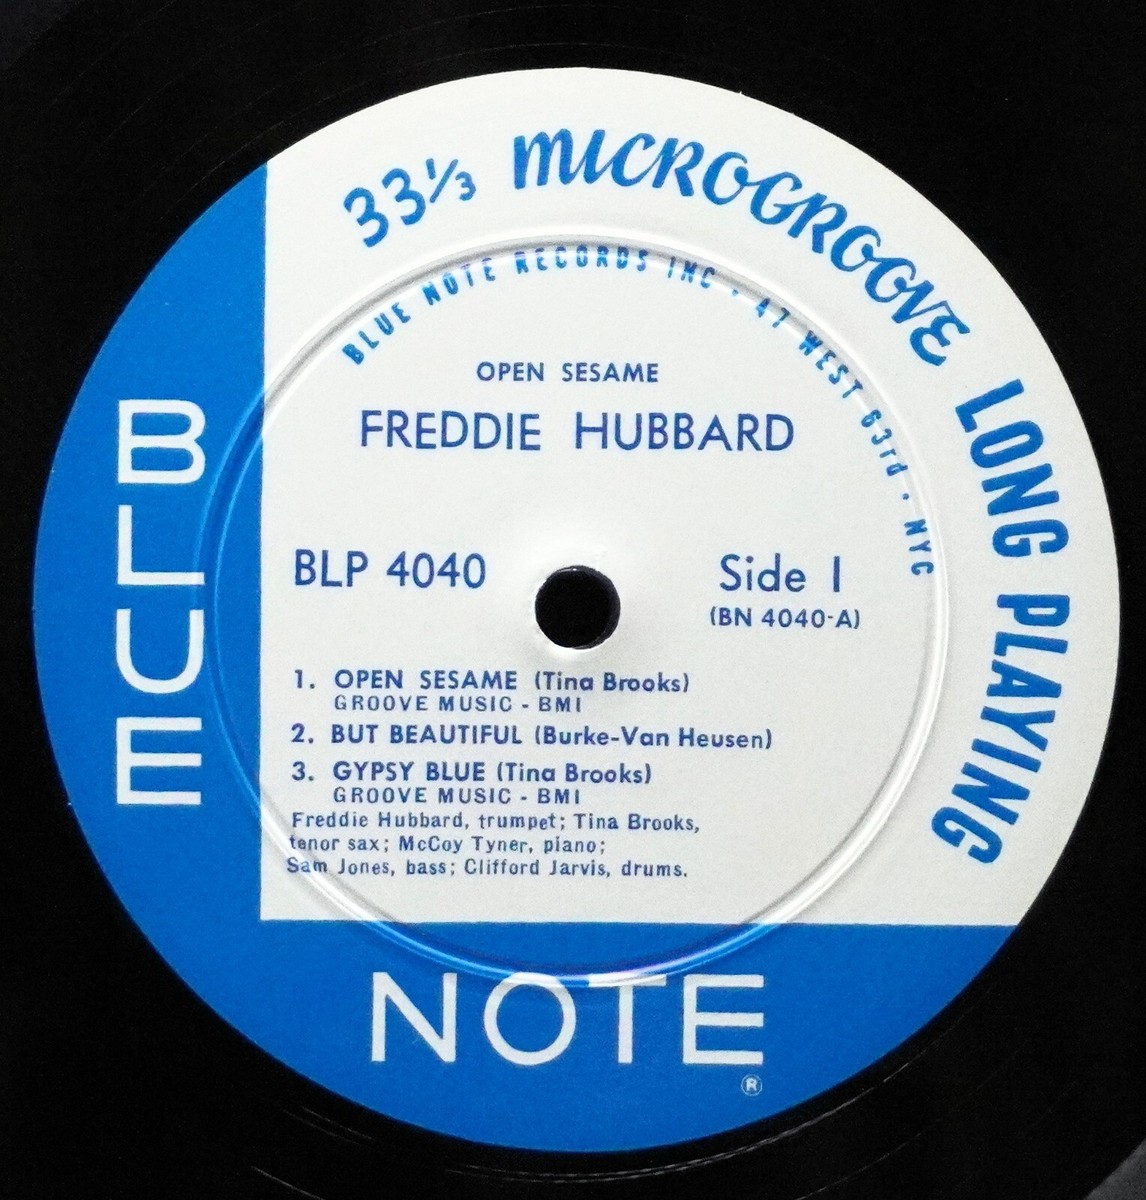 33⅓ MICROGROOVE LONG PLAYING
BLUE NOTE RECORDS INC · 47 WEST 63rd · NYC
OPEN SESAME
FREDDIE HUBBARD
BLP 4040
Side 1
(BN 4040-A)
1. OPEN SESAME (Tina Brooks)
GROOVE MUSIC - BMI
2. BUT BEAUTIFUL (Burke-Van Heusen)
3. GYPSY BLUE (Tina Brooks)
GROOVE MUSIC - BMI
Freddie Hubbard, trumpet; Tina Brooks,
tenor sax; McCoy Tyner, piano;
Sam Jones, bass; Clifford Jarvis, drums.
BLUE
NOTE
®